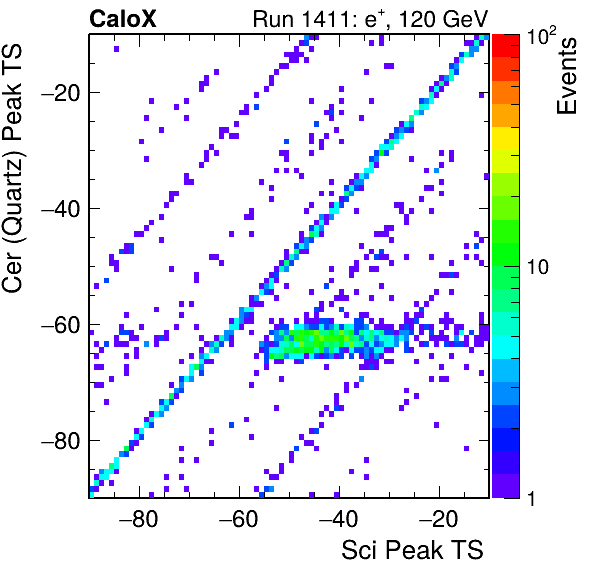 CaloX Run 1411: e⁺, 120 GeV
Cer (Quartz) Peak TS
−20
−40
−60
−80
−80 −60 −40 −20
Sci Peak TS
10²
10
1
Events